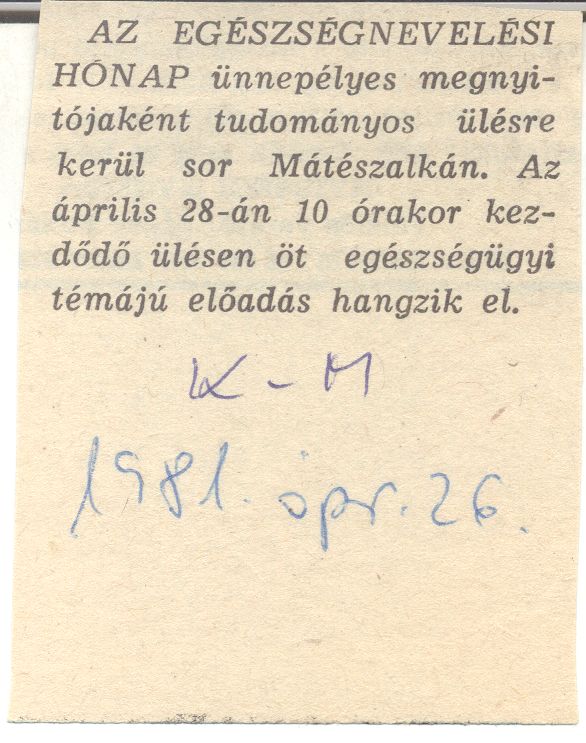 AZ EGÉSZSÉGNEVELÉSI
HÓNAP ünnepélyes megnyi-
tójaként tudományos ülésre
kerül sor Mátészalkán. Az
április 28-án 10 órakor kez-
dődő ülésen öt egészségügyi
témájú előadás hangzik el.
K-M
1981. ápr. 26.